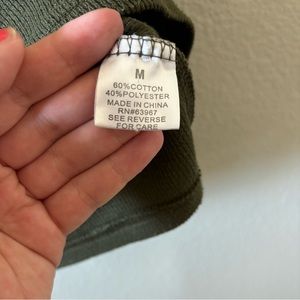 M
60%COTTON
40%POLYESTER
MADE IN CHINA
RN#63967
SEE REVERSE
FOR CARE